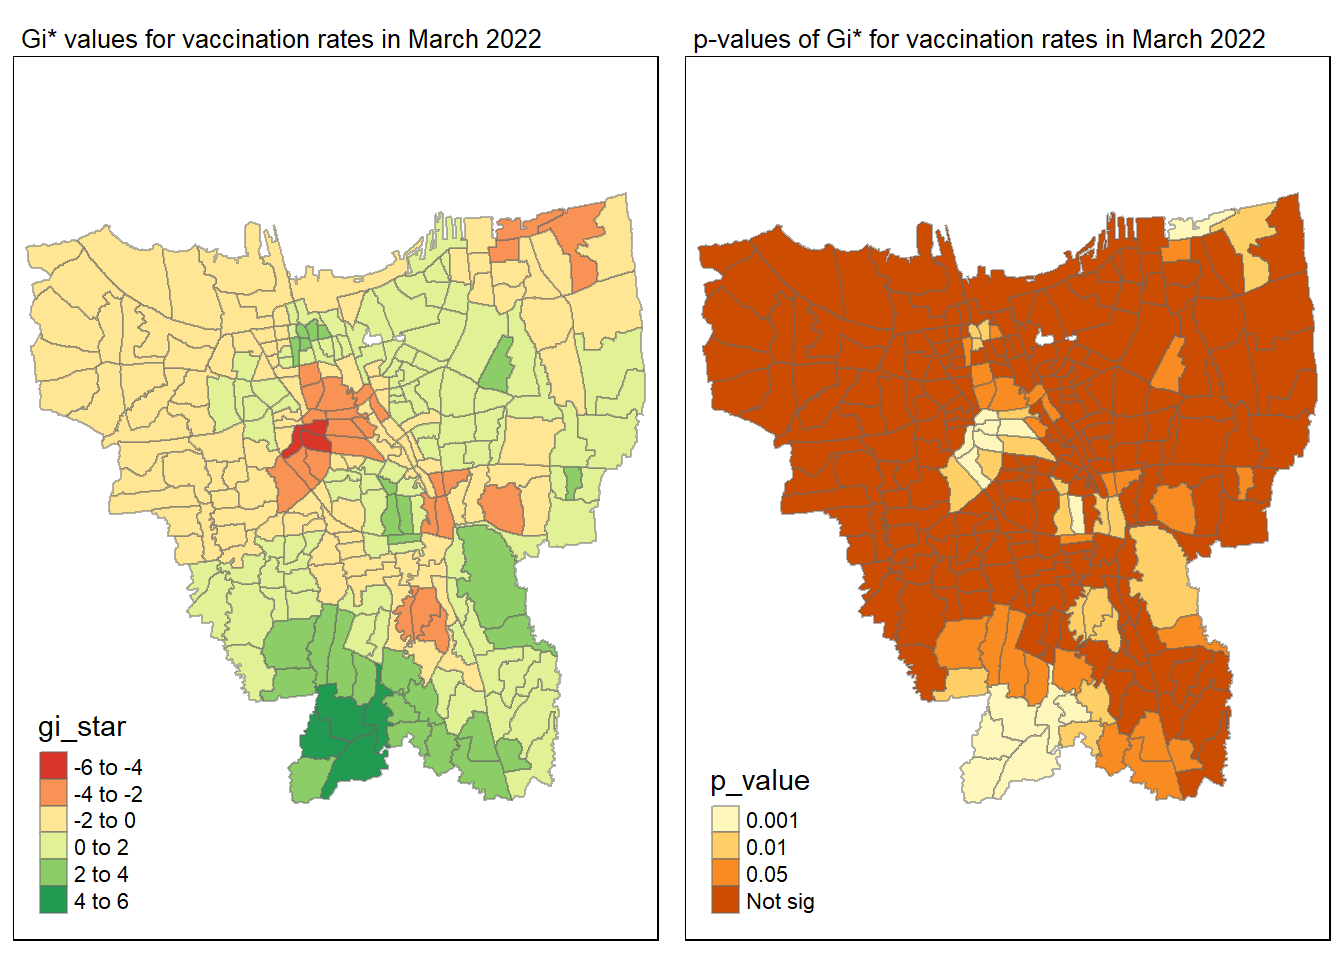 Gi* values for vaccination rates in March 2022
gi_star
-6 to -4
-4 to -2
-2 to 0
0 to 2
2 to 4
4 to 6
p-values of Gi* for vaccination rates in March 2022
p_value
0.001
0.01
0.05
Not sig